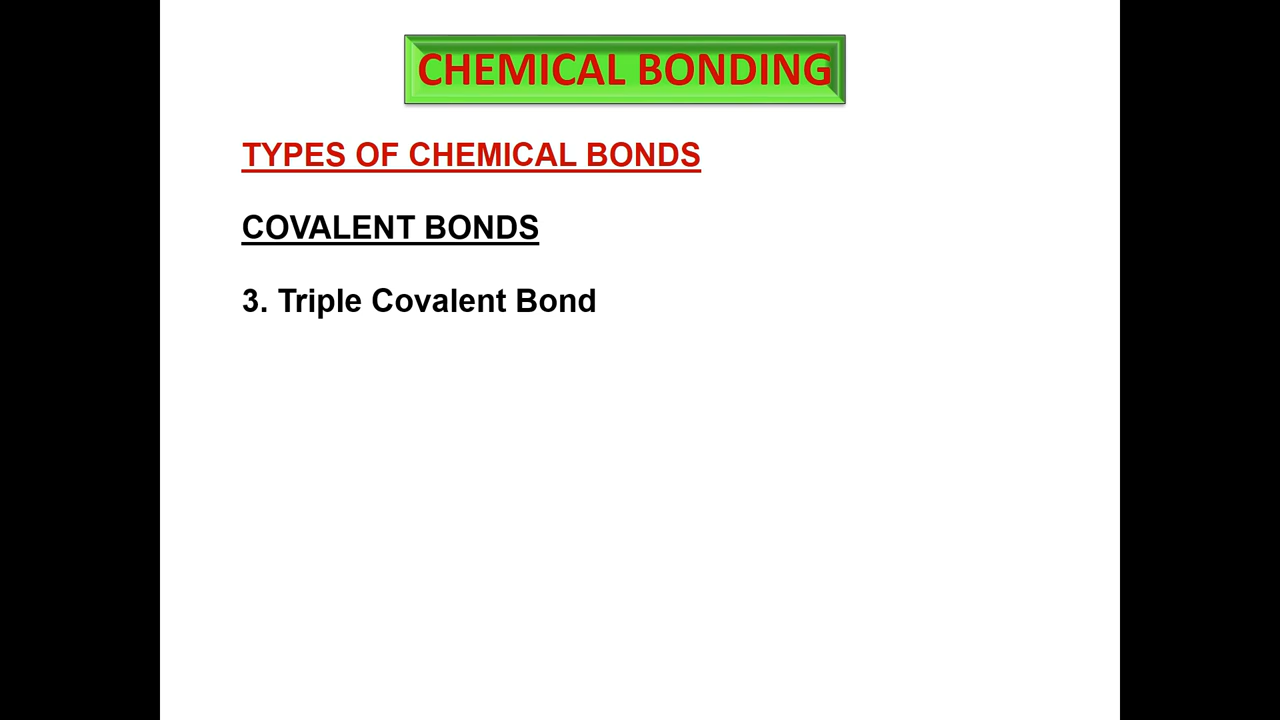 CHEMICAL BONDING
TYPES OF CHEMICAL BONDS
COVALENT BONDS
3. Triple Covalent Bond